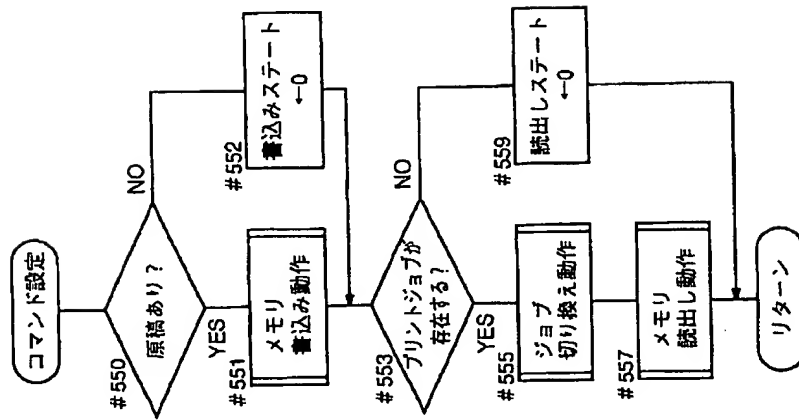 コマンド設定
#550
原稿あり?
NO
YES
#551
メモリ
書込み動作
#552
書込みステート
←0
#553
プリントジョブが
存在する?
NO
YES
#555
ジョブ
切り換え動作
#557
メモリ
読出し動作
#559
読出しステート
←0
リターン